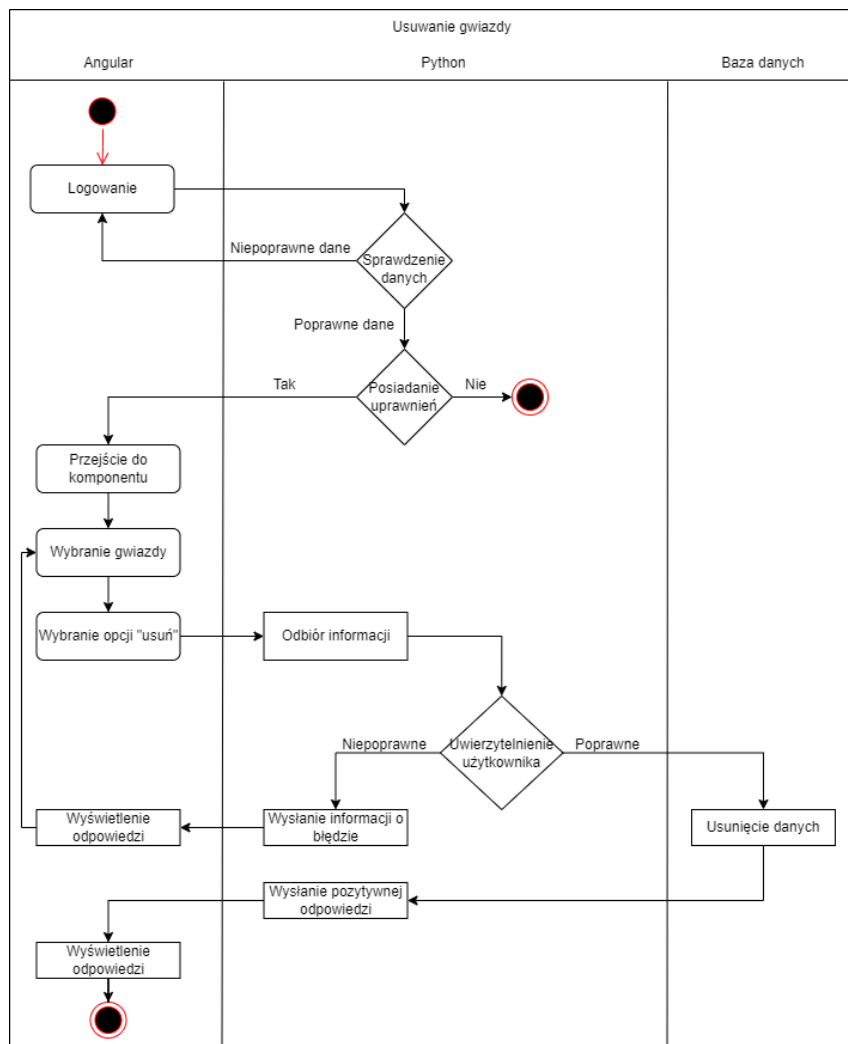 Usuwanie gwiazdy
Angular
Python
Baza danych
Logowanie
Niepoprawne dane
Sprawdzenie
danych
Poprawne dane
Tak
Posiadanie
uprawnień
Nie
Przejście do
komponentu
Wybranie gwiazdy
Wybranie opcji "usuń"
Odbiór informacji
Niepoprawne
Uwierzytelnienie
użytkownika
Poprawne
Wyświetlenie
odpowiedzi
Wysłanie informacji o
błędzie
Usunięcie danych
Wysłanie pozytywnej
odpowiedzi
Wyświetlenie
odpowiedzi